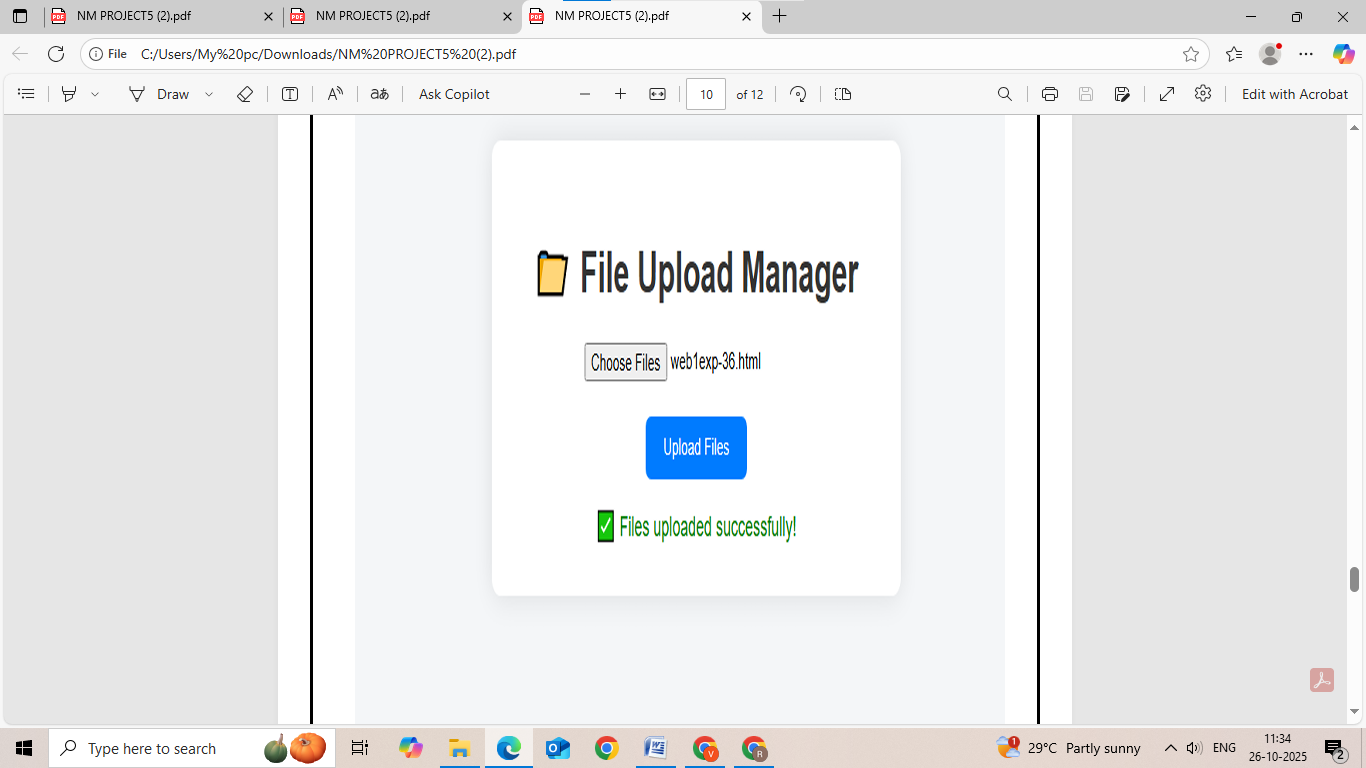 NM PROJECT5 (2).pdf
NM PROJECT5 (2).pdf
NM PROJECT5 (2).pdf
File C:/Users/My%20pc/Downloads/NM%20PROJECT5%20(2).pdf
Draw
Ask Copilot
10 of 12
Edit with Acrobat
File Upload Manager
Choose Files web1exp-36.html
Upload Files
Files uploaded successfully!
Type here to search
29°C Partly sunny
ENG
11:34
26-10-2025